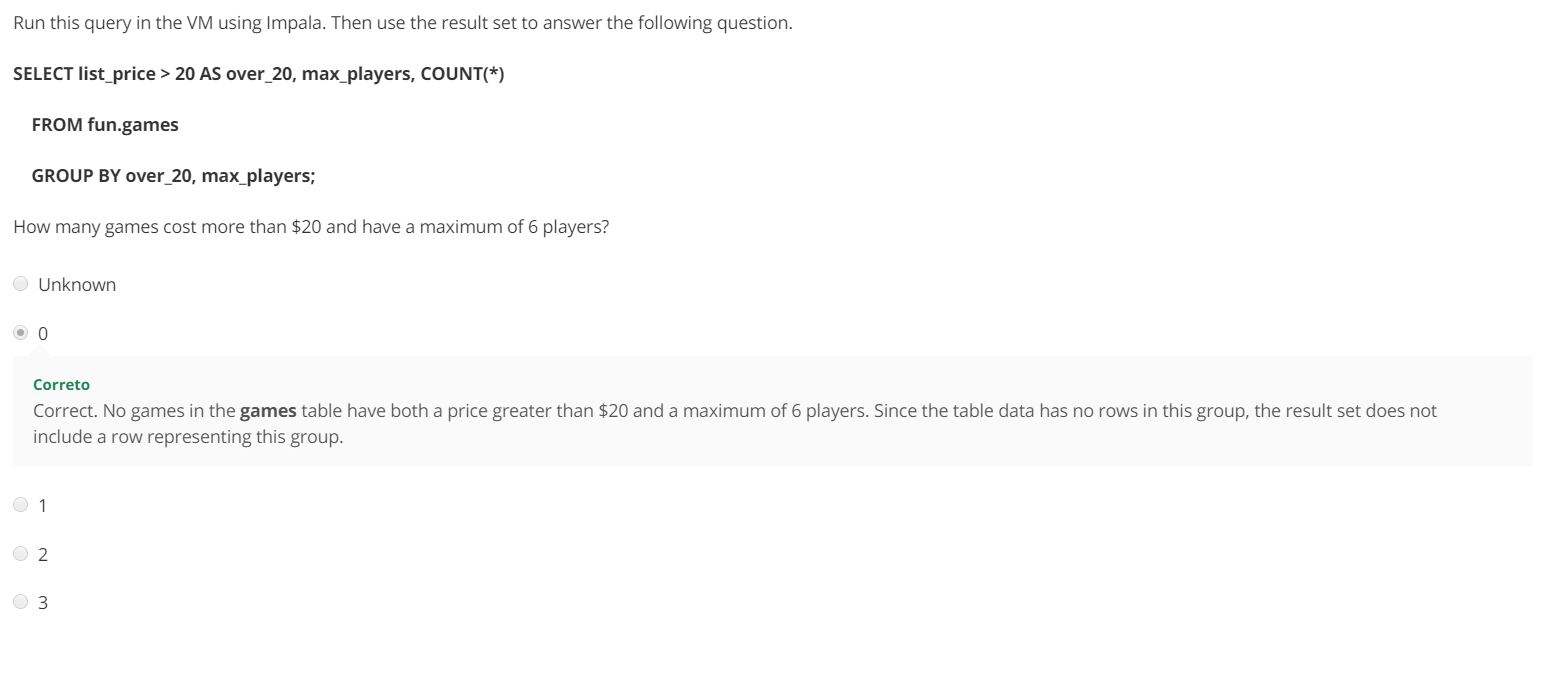 Run this query in the VM using Impala. Then use the result set to answer the following question.
SELECT list_price > 20 AS over_20, max_players, COUNT(*)
FROM fun.games
GROUP BY over_20, max_players;
How many games cost more than $20 and have a maximum of 6 players?
Unknown
0
Correto
Correct. No games in the games table have both a price greater than $20 and a maximum of 6 players. Since the table data has no rows in this group, the result set does not
include a row representing this group.
1
2
3